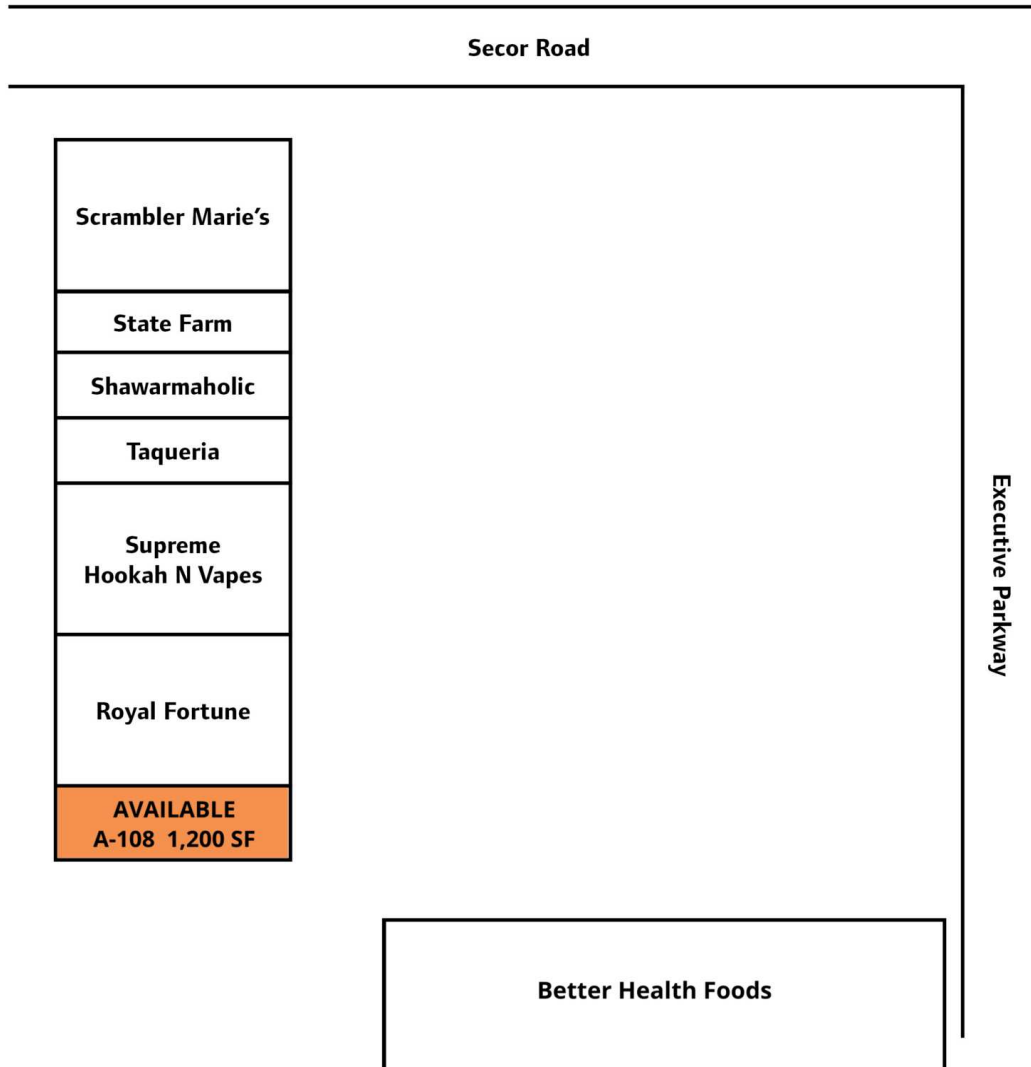 Secor Road
Scrambler Marie's
State Farm
Shawarmaholic
Taqueria
Supreme
Hookah N Vapes
Royal Fortune
AVAILABLE
A-108 1,200 SF
Executive Parkway
Better Health Foods